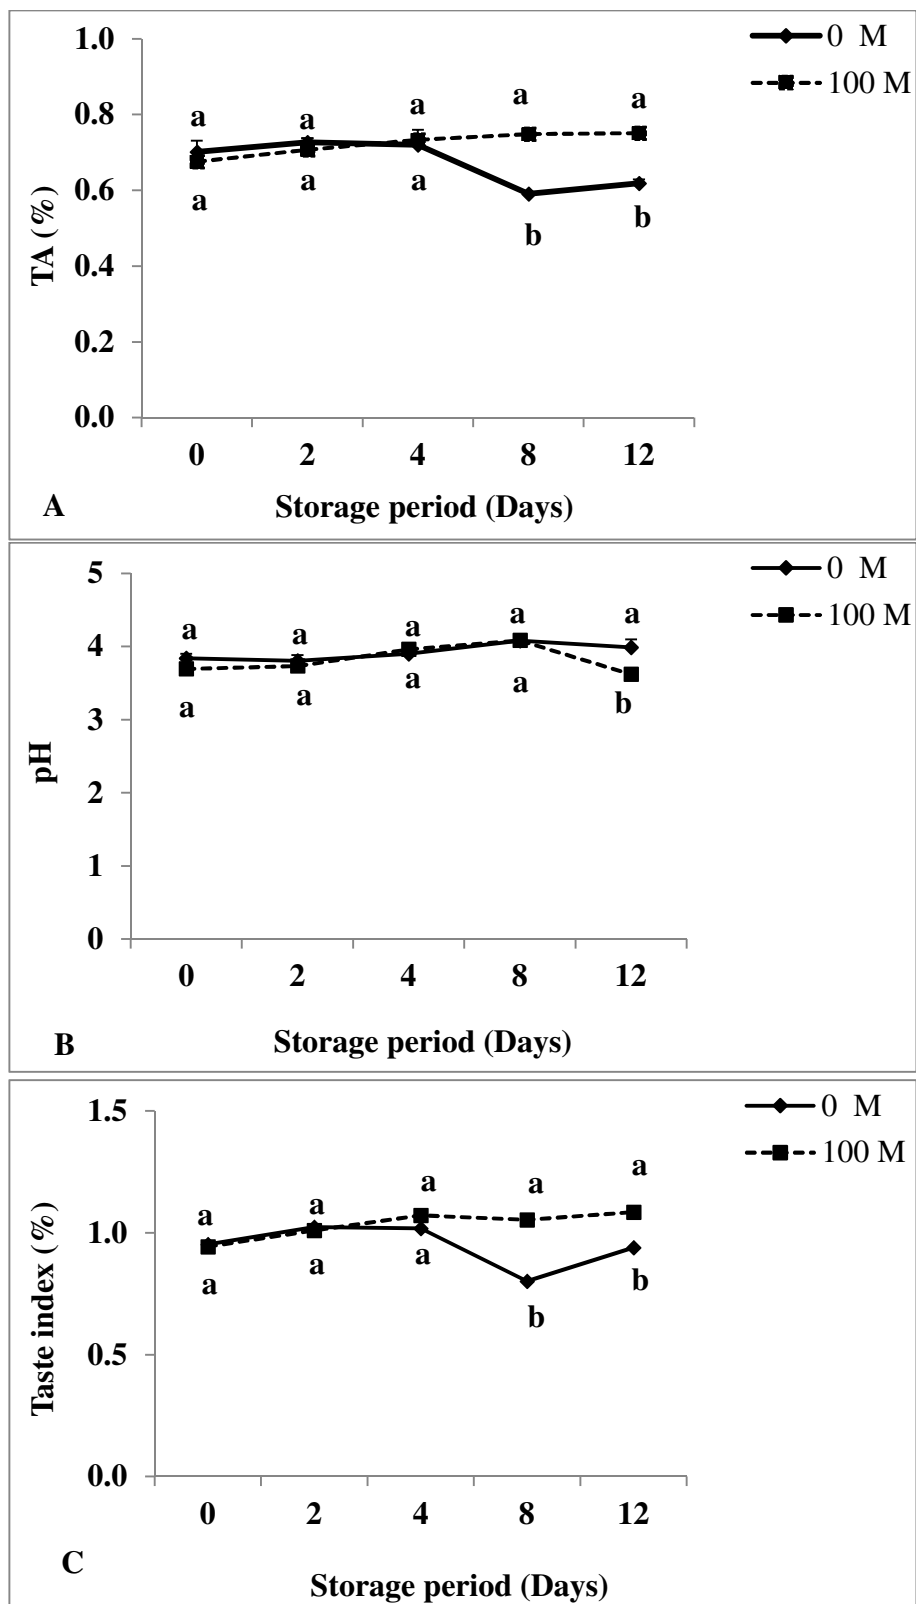 1.0
0.8
0.6
0.4
0.2
0.0
TA (%)
0 M
100 M
a a a a a
a a a b b
0 2 4 8 12
A
Storage period (Days)
5
4
3
2
1
0
pH
0 M
100 M
a a a a a
a a a a b
0 2 4 8 12
B
Storage period (Days)
1.5
1.0
0.5
0.0
Taste index (%)
0 M
100 M
a a a a a
a a a b b
0 2 4 8 12
C
Storage period (Days)